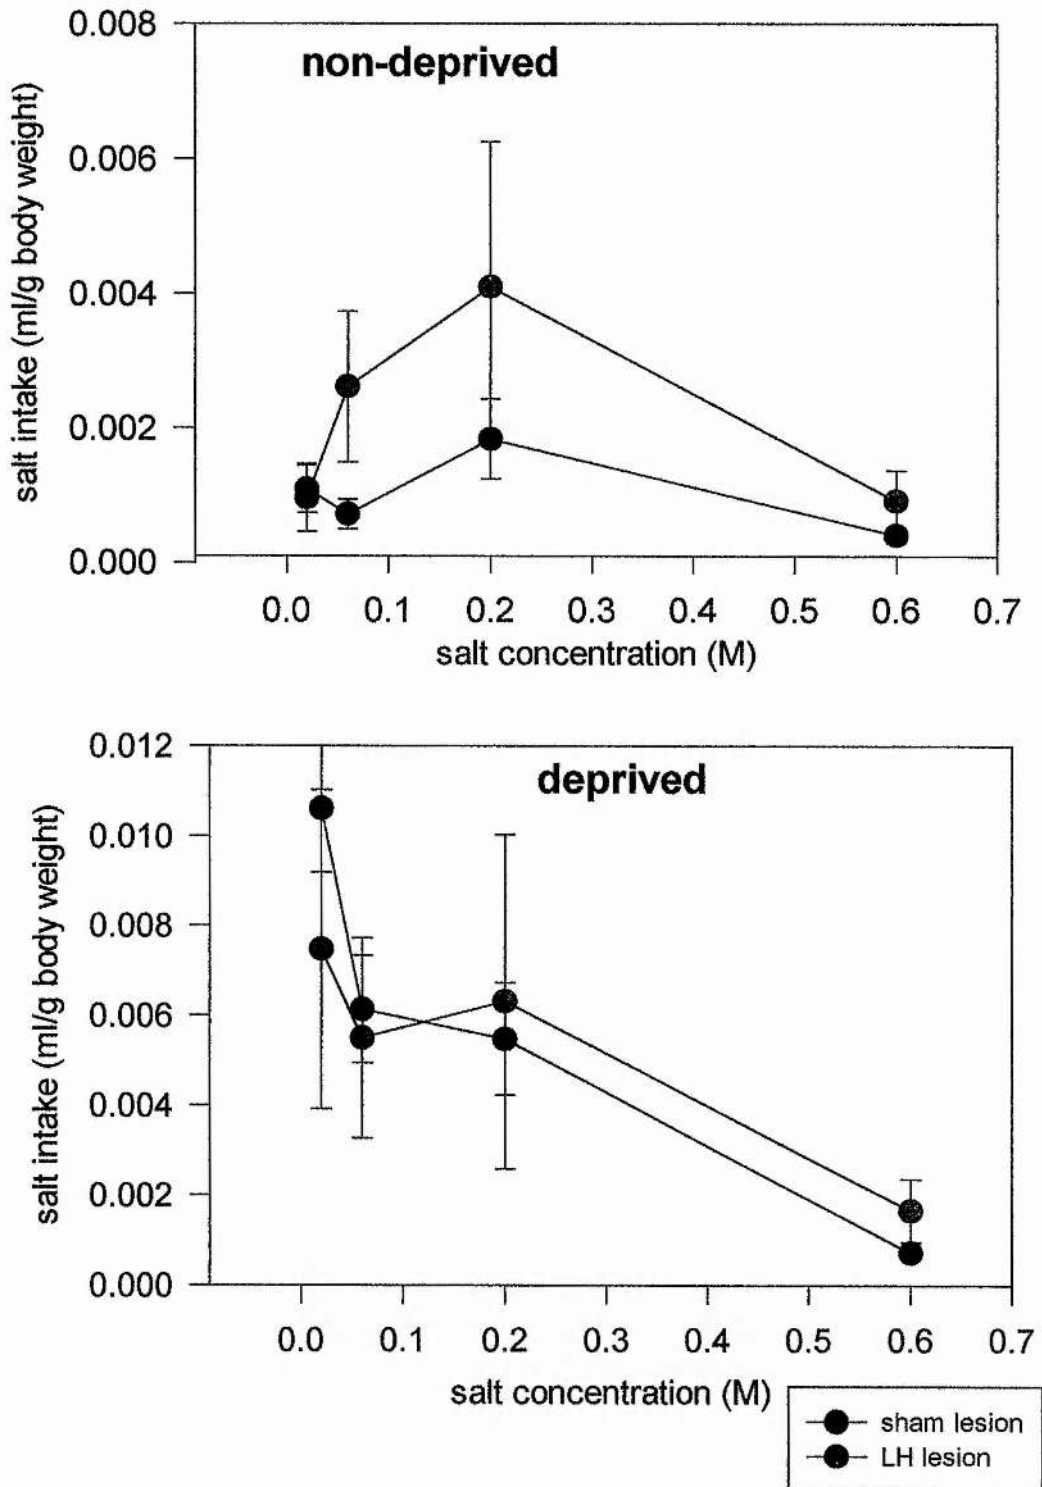 non-deprived
salt intake (ml/g body weight)
0.008
0.006
0.004
0.002
0.000
0.0 0.1 0.2 0.3 0.4 0.5 0.6 0.7
salt concentration (M)
deprived
salt intake (ml/g body weight)
0.012
0.010
0.008
0.006
0.004
0.002
0.000
0.0 0.1 0.2 0.3 0.4 0.5 0.6 0.7
salt concentration (M)
sham lesion
LH lesion